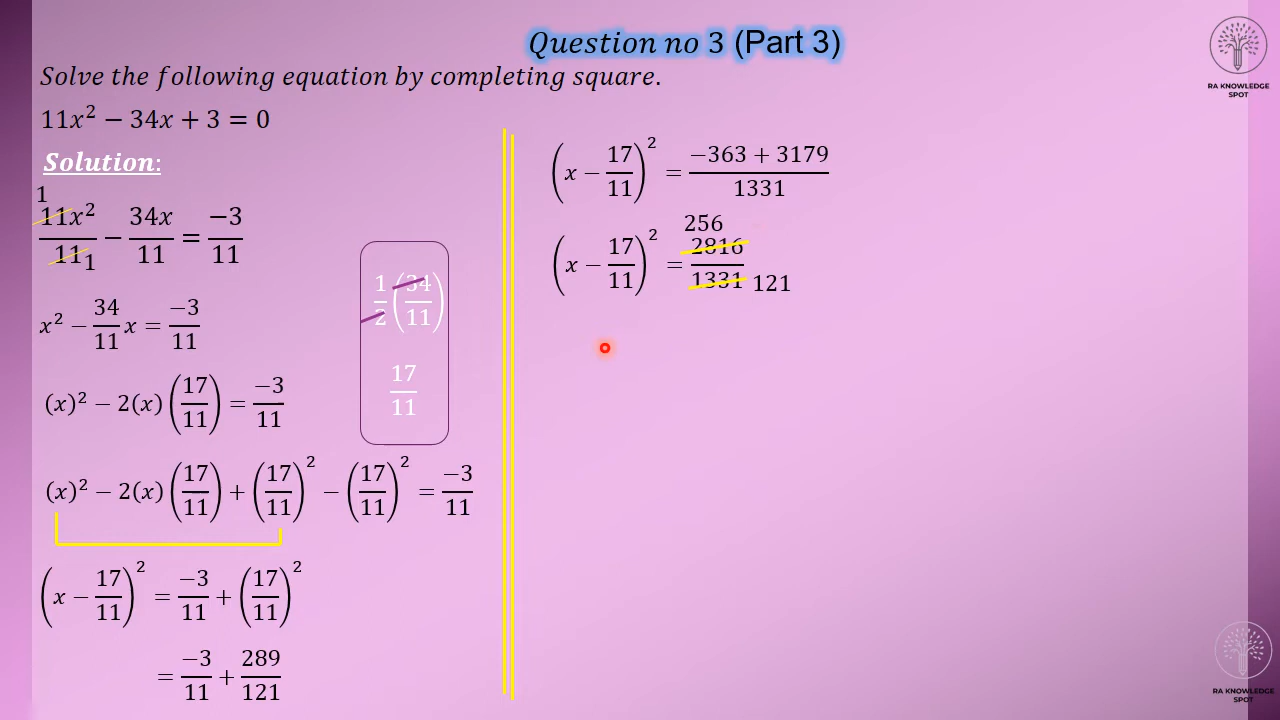 Question no 3 (Part 3)
RA KNOWLEDGE
SPOT
Solve the following equation by completing square.
11x² − 34x + 3 = 0
Solution:
1
11x²/11 − 34x/11 = −3/11
1
x² − 34/11 x = −3/11
(x)² − 2(x)(17/11) = −3/11
(x)² − 2(x)(17/11) + (17/11)² − (17/11)² = −3/11
(x − 17/11)² = −3/11 + (17/11)²
= −3/11 + 289/121
1/2 (34/11)
17/11
(x − 17/11)² = −363 + 3179/1331
256
(x − 17/11)² = 2816/1331
121
RA KNOWLEDGE
SPOT